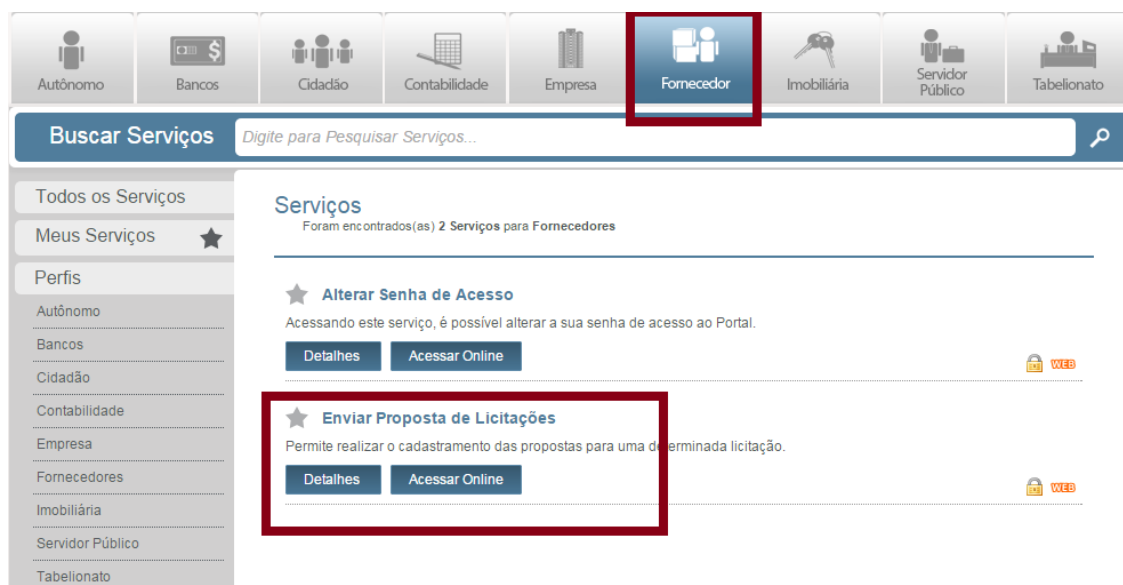 Autônomo
Bancos
Cidadão
Contabilidade
Empresa
Fornecedor
Imobiliária
Servidor
Público
Tabelionato
Buscar Serviços
Digite para Pesquisar Serviços...
Todos os Serviços
Meus Serviços
Perfis
Autônomo
Bancos
Cidadão
Contabilidade
Empresa
Fornecedores
Imobiliária
Servidor Público
Tabelionato
Serviços
Foram encontrados(as) 2 Serviços para Fornecedores
Alterar Senha de Acesso
Acessando este serviço, é possível alterar a sua senha de acesso ao Portal.
Detalhes
Acessar Online
WEB
Enviar Proposta de Licitações
Permite realizar o cadastramento das propostas para uma determinada licitação.
Detalhes
Acessar Online
WEB